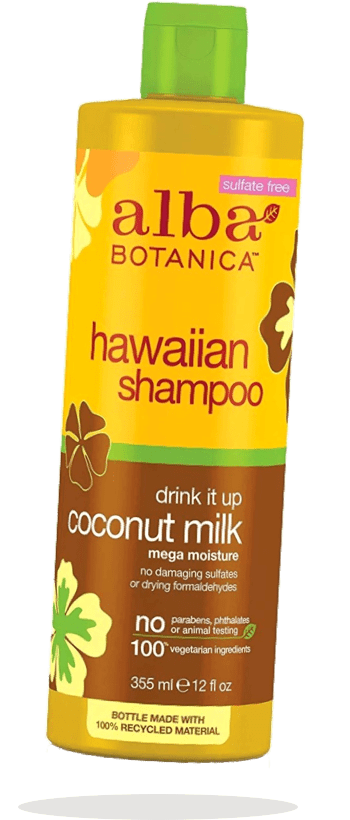 sulfate free
alba
BOTANICA™
hawaiian
shampoo
drink it up
coconut milk
mega moisture
no damaging sulfates
or drying formaldehydes
no parabens, phthalates
or animal testing
100% vegetarian ingredients
355 ml ℮ 12 fl oz
BOTTLE MADE WITH
100% RECYCLED MATERIAL